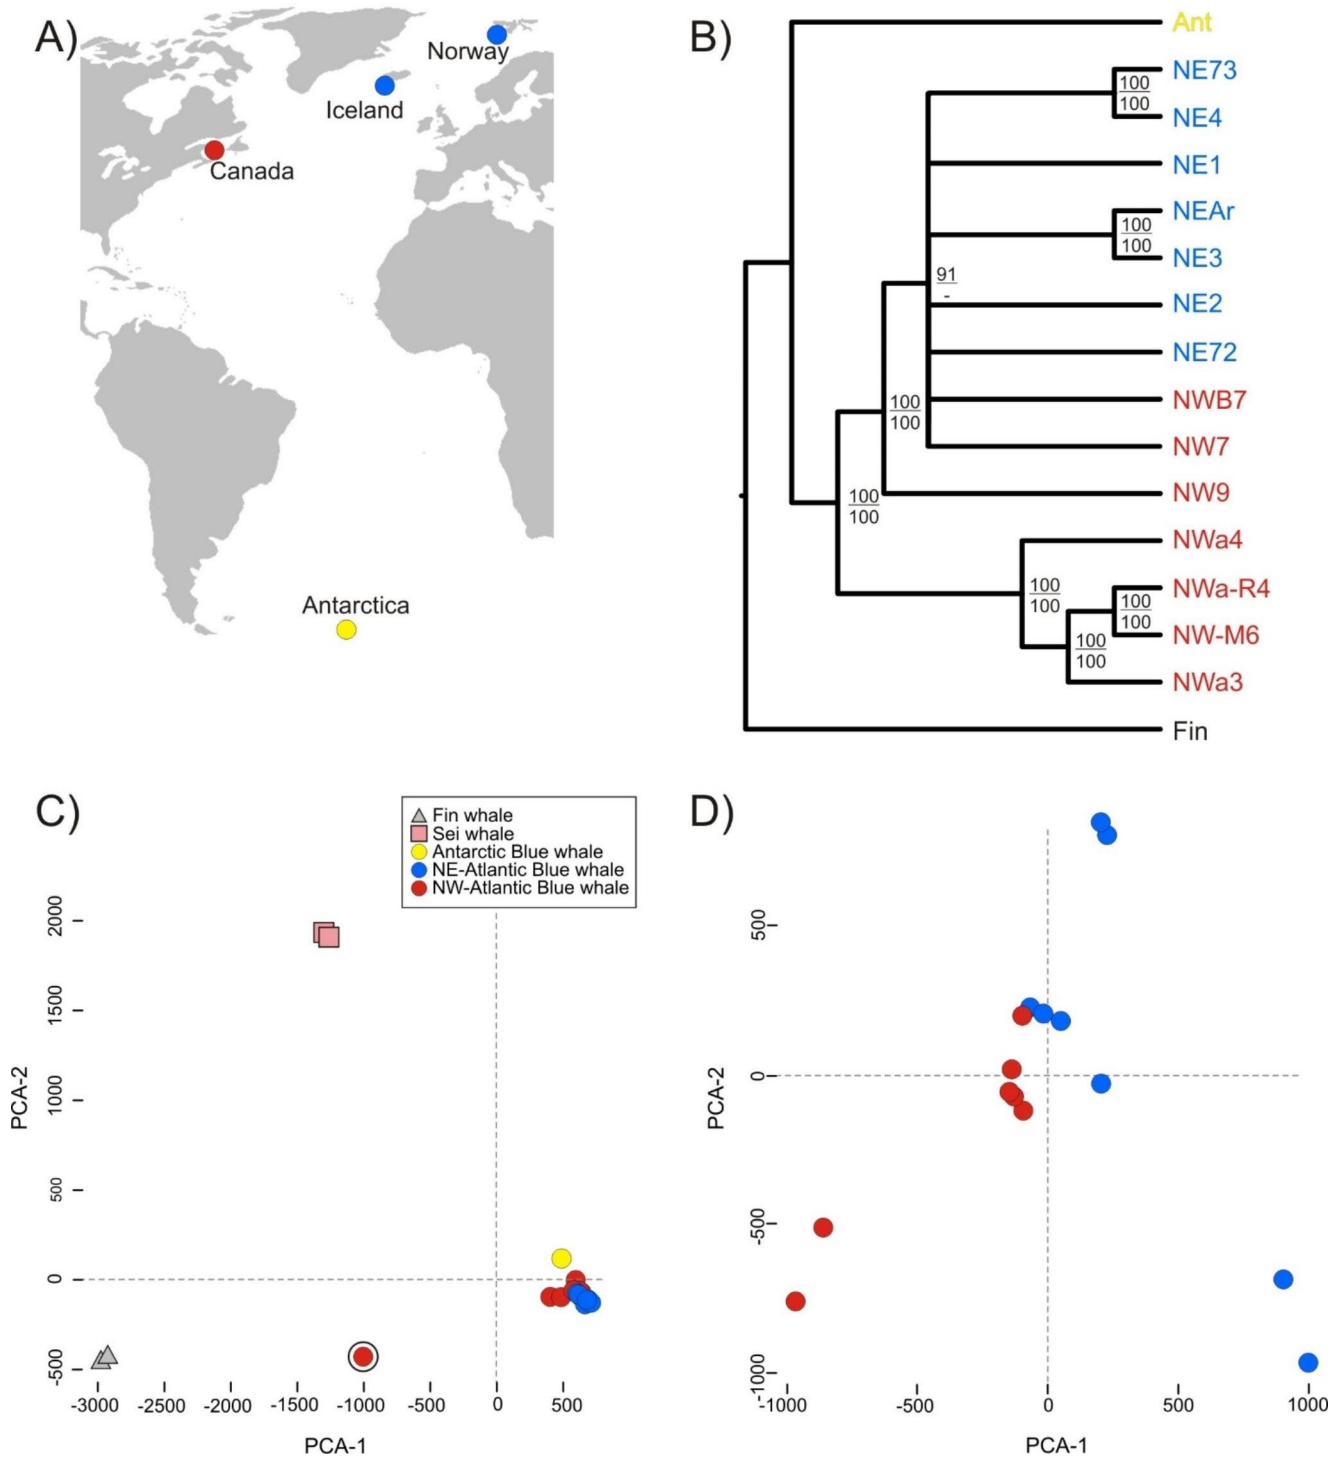 A)
Norway
Iceland
Canada
Antarctica
B)
Ant
NE73
100
100
NE4
NE1
NEAr
100
100
NE3
91
-
NE2
NE72
NWB7
100
100
NW7
NW9
100
100
NWa4
NWa-R4
100
100
100
100
NW-M6
100
100
NWa3
Fin
C)
Fin whale
Sei whale
Antarctic Blue whale
NE-Atlantic Blue whale
NW-Atlantic Blue whale
2000
1500
1000
500
0
-500
PCA-2
-3000 -2500 -2000 -1500 -1000 -500 0 500
PCA-1
D)
500
0
-500
-1000
PCA-2
-1000 -500 0 500 1000
PCA-1